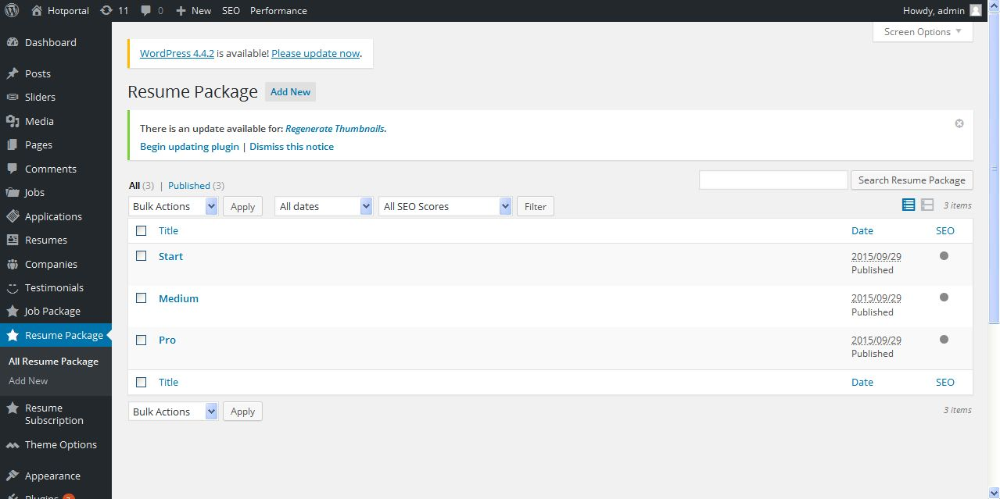 Hotportal 11 0 New SEO Performance Howdy, admin
Screen Options
WordPress 4.4.2 is available! Please update now.
Dashboard
Posts
Sliders
Media
Pages
Comments
Jobs
Applications
Resumes
Companies
Testimonials
Job Package
Resume Package
All Resume Package
Add New
Resume
Subscription
Theme Options
Appearance
Plugins
Resume Package Add New
There is an update available for: Regenerate Thumbnails.
Begin updating plugin | Dismiss this notice
All (3) | Published (3)
Search Resume Package
Bulk Actions Apply All dates All SEO Scores Filter 3 items
Title Date SEO
Start 2015/09/29
Published
Medium 2015/09/29
Published
Pro 2015/09/29
Published
Title Date SEO
Bulk Actions Apply 3 items